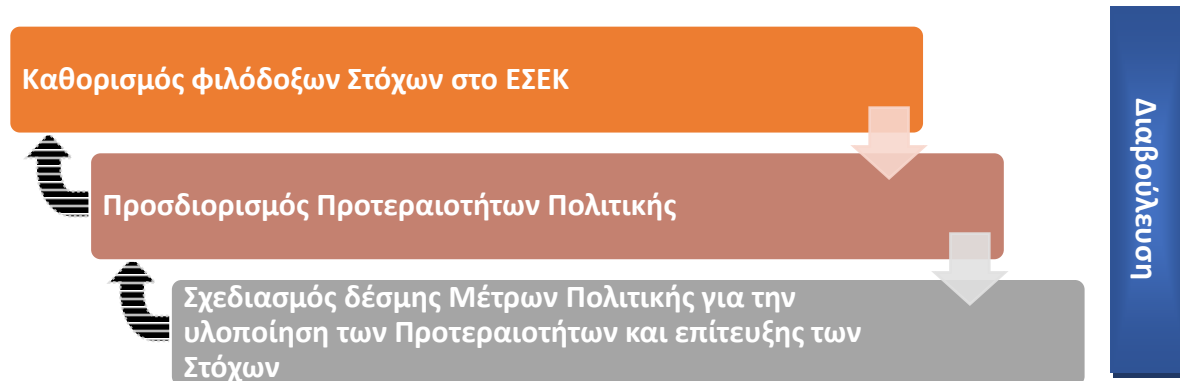 Καθορισμός φιλόδοξων Στόχων στο ΕΣΕΚ
Προσδιορισμός Προτεραιοτήτων Πολιτικής
Σχεδιασμός δέσμης Μέτρων Πολιτικής για την
υλοποίηση των Προτεραιοτήτων και επίτευξης των
Στόχων
Διαβούλευση